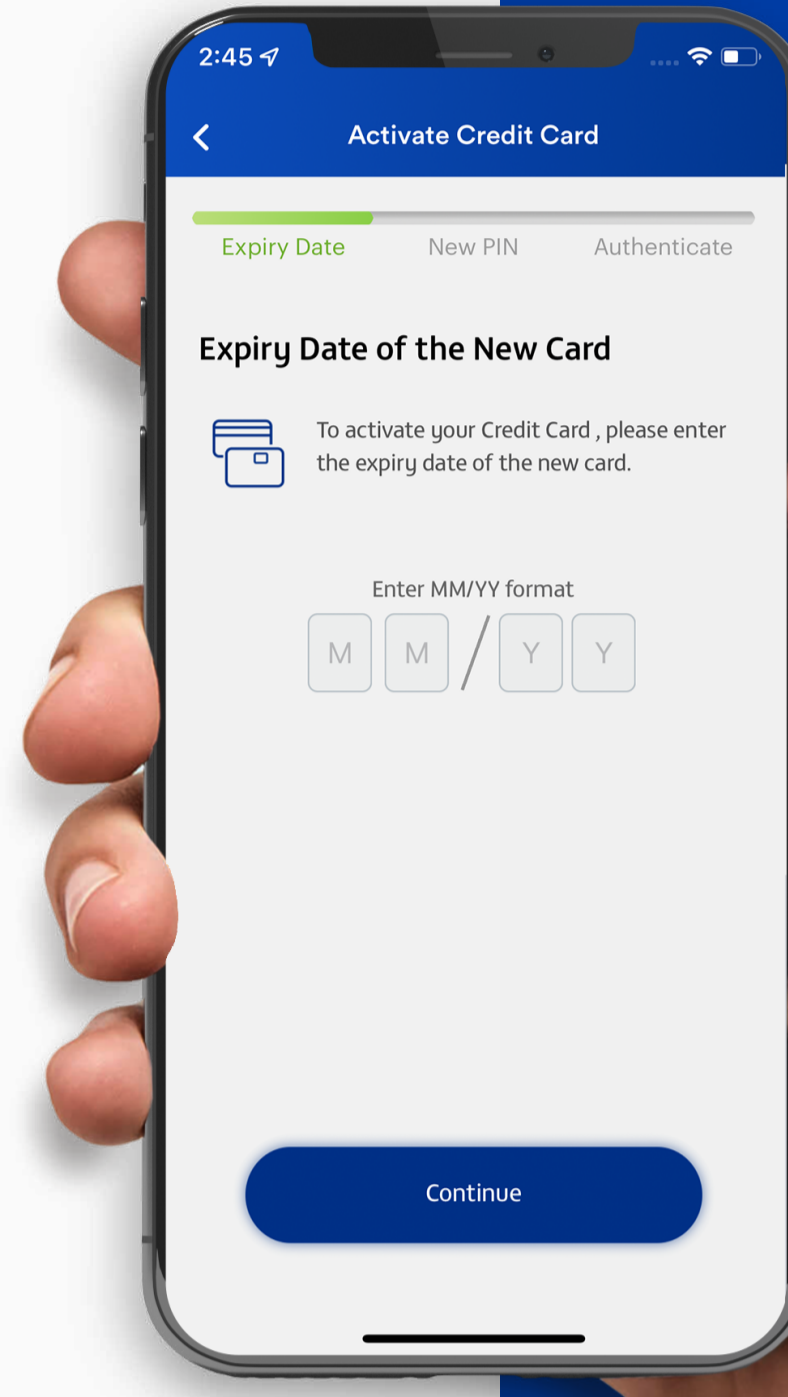 2:45
Activate Credit Card
Expiry Date New PIN Authenticate
Expiry Date of the New Card
To activate your Credit Card , please enter
the expiry date of the new card.
Enter MM/YY format
M M / Y Y
Continue